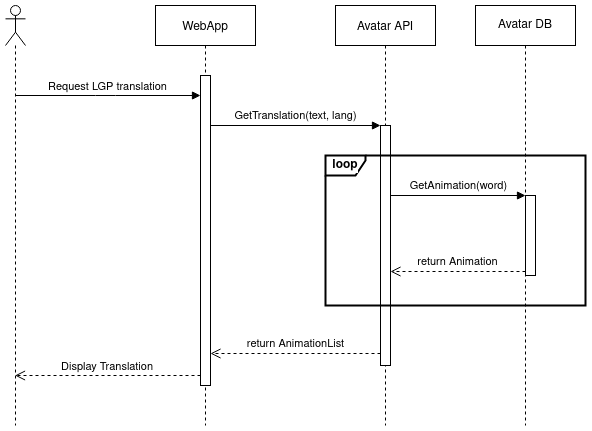 WebApp
Avatar API
Avatar DB
Request LGP translation
GetTranslation(text, lang)
loop
GetAnimation(word)
return Animation
return AnimationList
Display Translation